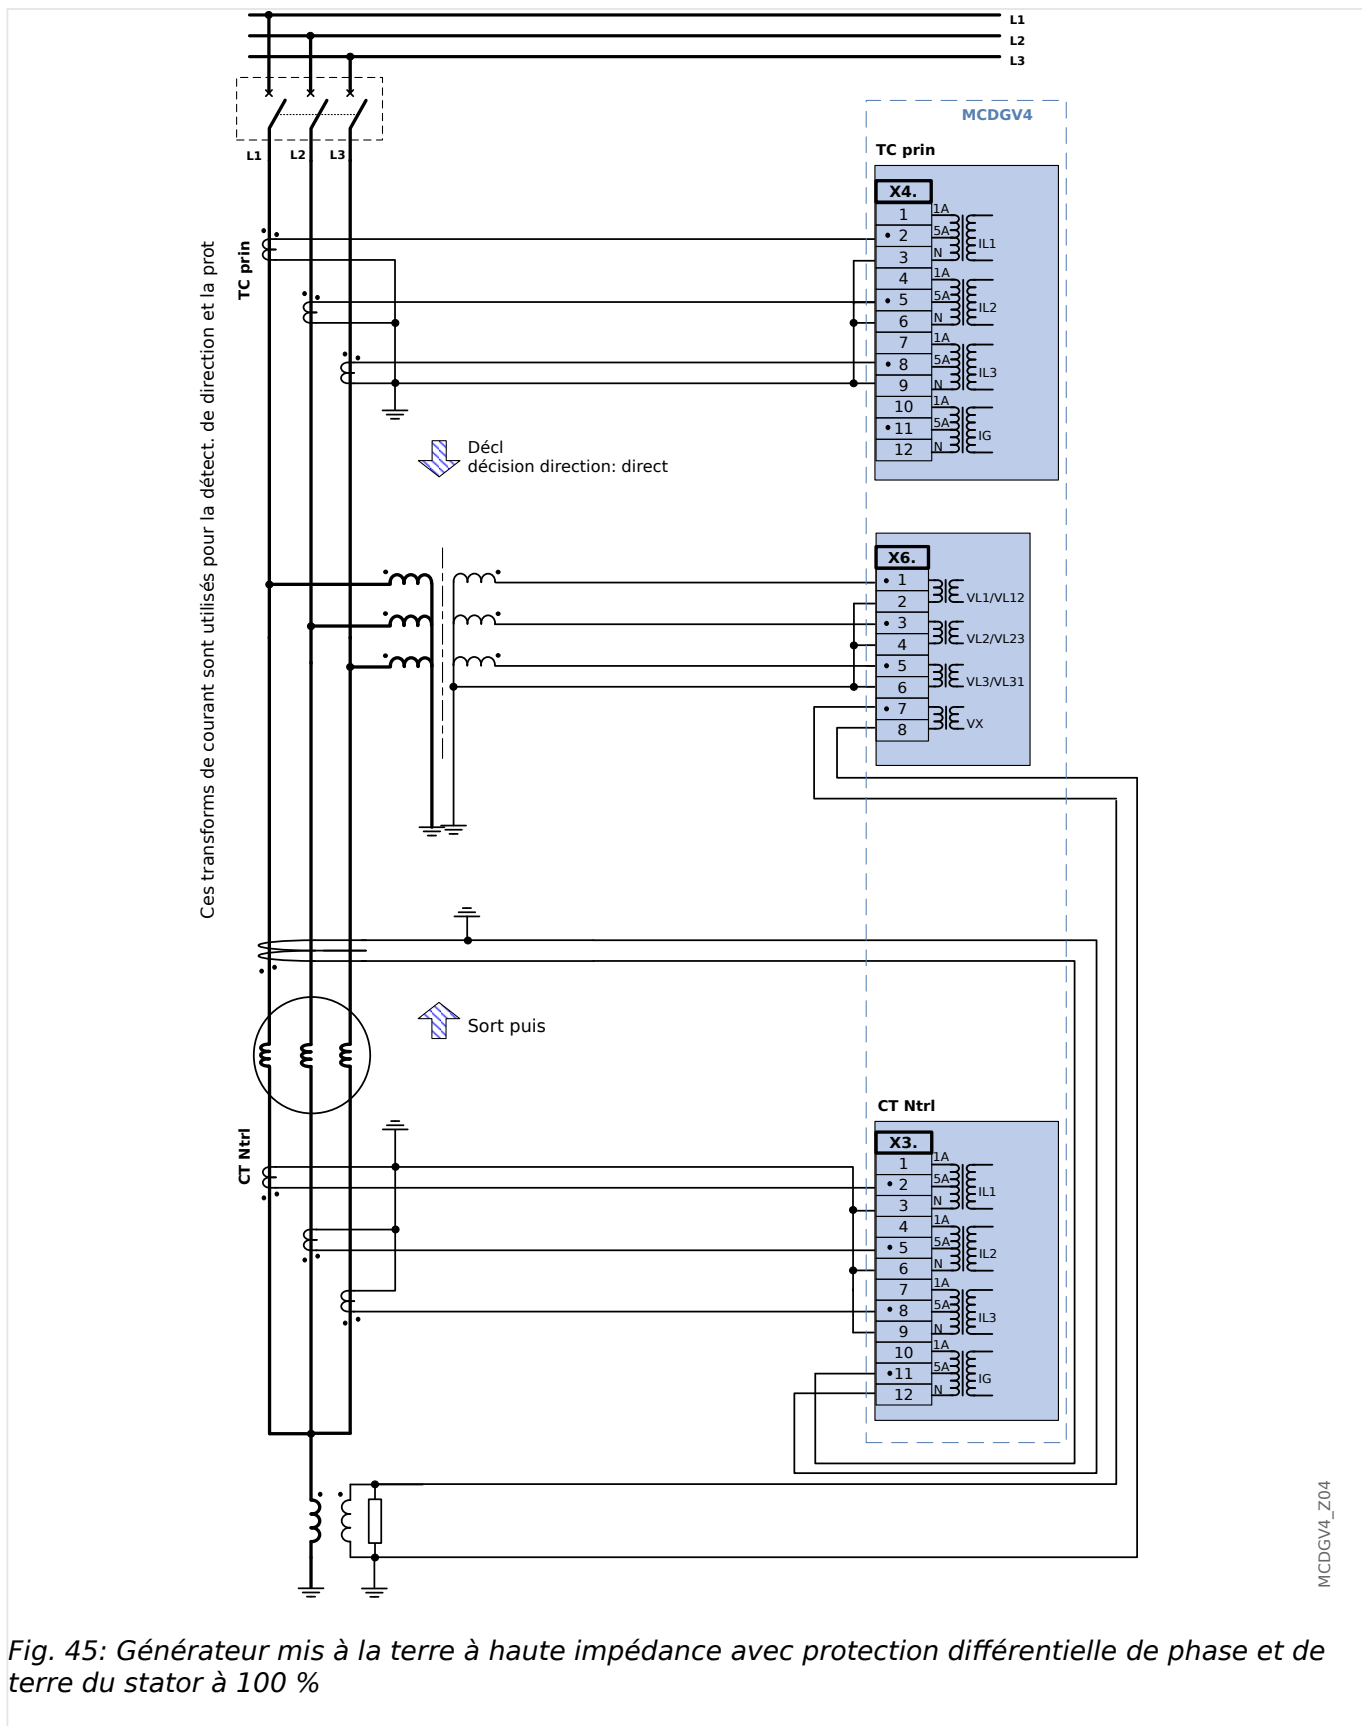 L1
L2
L3
MCDGV4
L1 L2 L3
TC prin
X4.
1 1A
• 2 5A IL1
3 N
4 1A
• 5 5A IL2
6 N
7 1A
• 8 5A IL3
9 N
10 1A
•11 5A IG
12 N
TC prin
Ces transforms de courant sont utilisés pour la détect. de direction et la prot
Décl
décision direction: direct
X6.
• 1
2 VL1/VL12
• 3
4 VL2/VL23
• 5
6 VL3/VL31
• 7
8 VX
Sort puis
CT Ntrl
CT Ntrl
X3.
1 1A
• 2 5A IL1
3 N
4 1A
• 5 5A IL2
6 N
7 1A
• 8 5A IL3
9 N
10 1A
•11 5A IG
12 N
MCDGV4_Z04
Fig. 45: Générateur mis à la terre à haute impédance avec protection différentielle de phase et de
terre du stator à 100 %